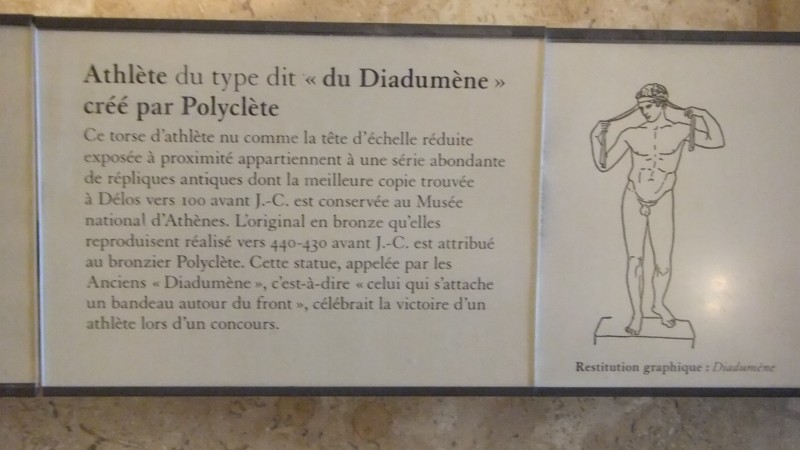 Athlète du type dit « du Diadumène »
créé par Polyclète
Ce torse d'athlète nu comme la tête d'échelle réduite
exposée à proximité appartiennent à une série abondante
de répliques antiques dont la meilleure copie trouvée
à Délos vers 100 avant J.-C. est conservée au Musée
national d'Athènes. L'original en bronze qu'elles
reproduisent réalisé vers 440-430 avant J.-C. est attribué
au bronzier Polyclète. Cette statue, appelée par les
Anciens « Diadumène », c'est-à-dire « celui qui s'attache
un bandeau autour du front », célébrait la victoire d'un
athlète lors d'un concours.
Restitution graphique : Diadumène